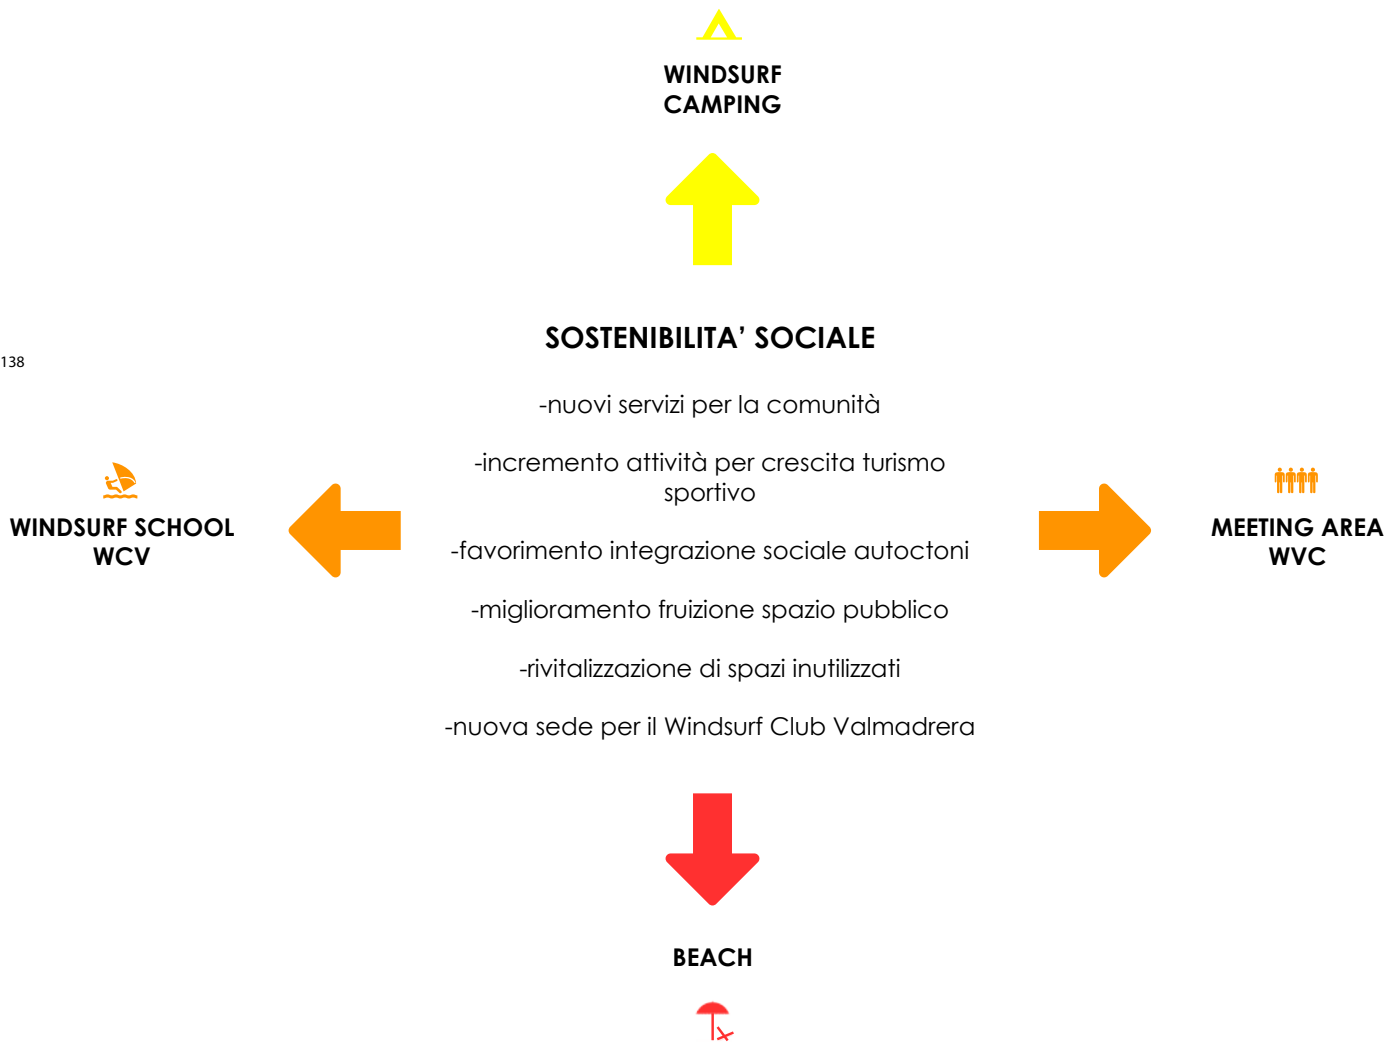 WINDSURF
CAMPING
SOSTENIBILITA’ SOCIALE
138
-nuovi servizi per la comunità
-incremento attività per crescita turismo
sportivo
-favorimento integrazione sociale autoctoni
-miglioramento fruizione spazio pubblico
-rivitalizzazione di spazi inutilizzati
-nuova sede per il Windsurf Club Valmadrera
WINDSURF SCHOOL
WCV
MEETING AREA
WVC
BEACH